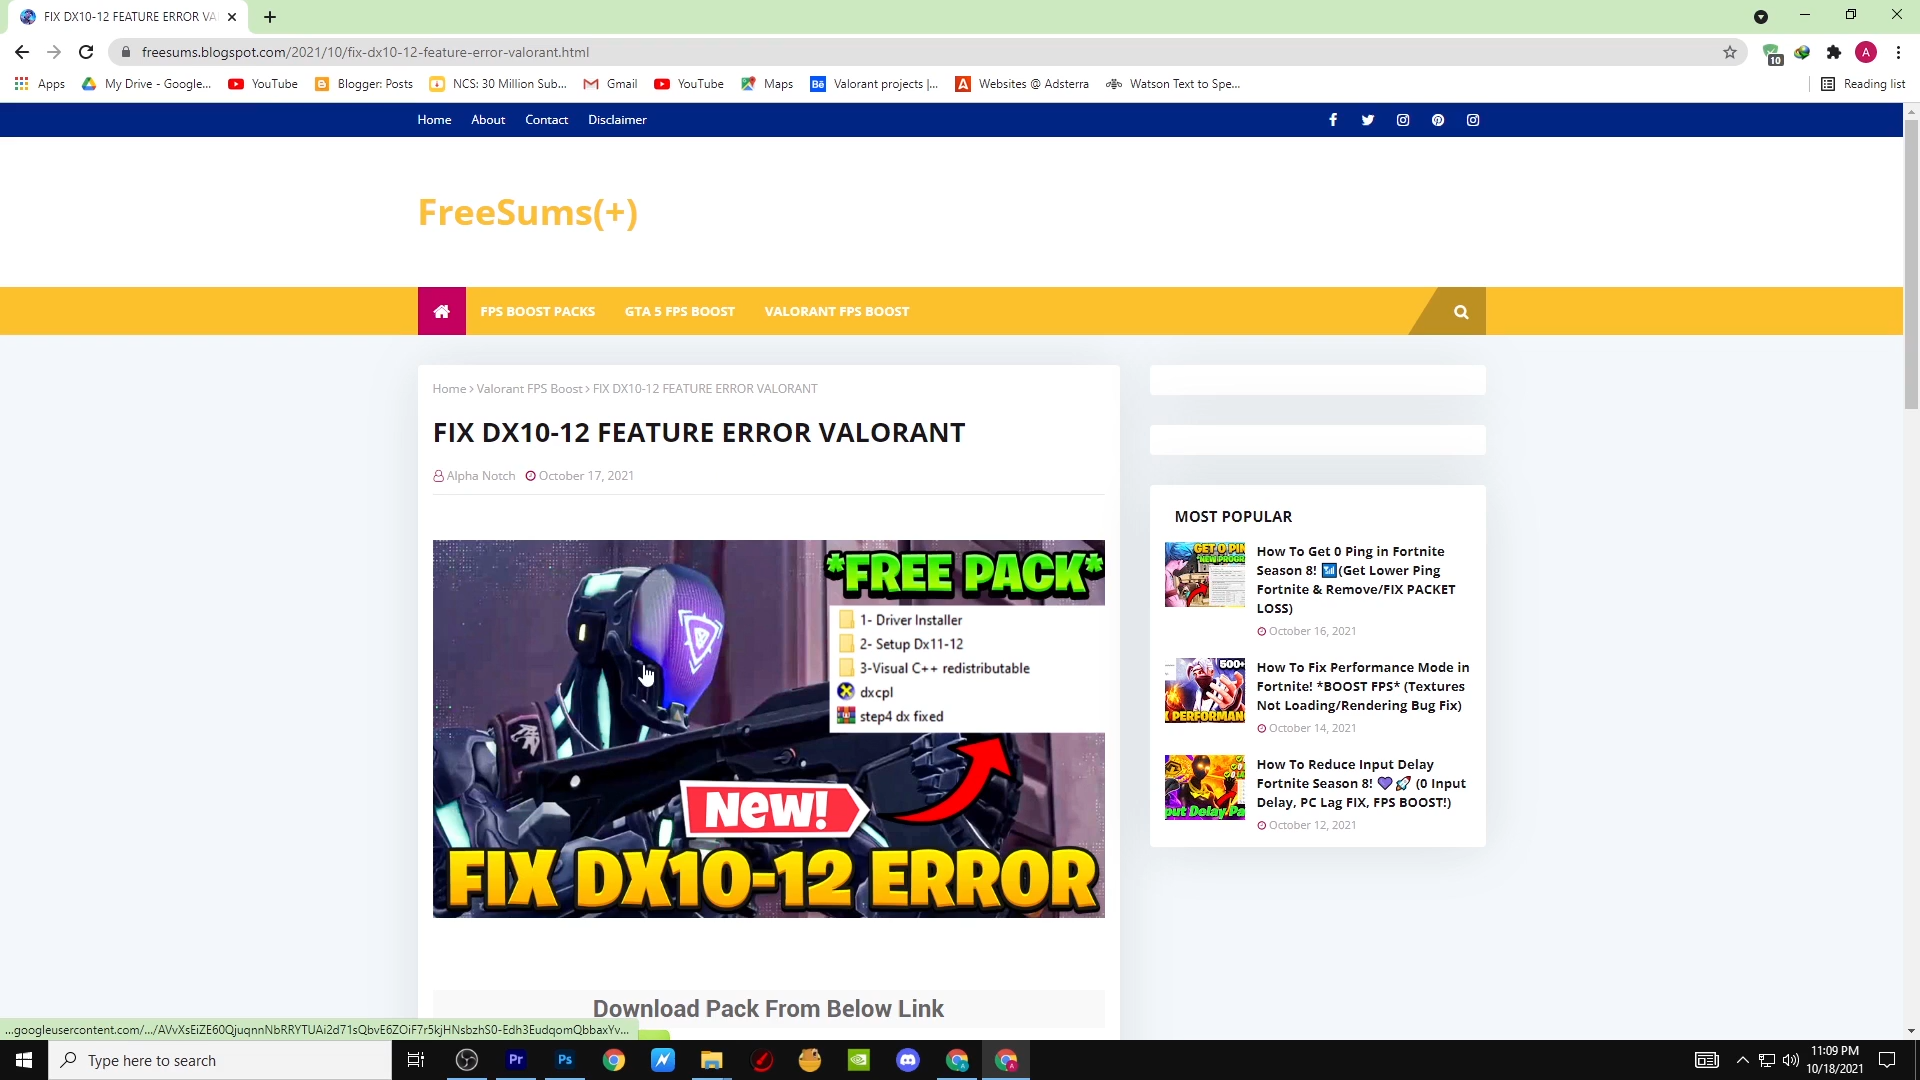 FIX DX10-12 FEATURE ERROR VA
freesums.blogspot.com/2021/10/fix-dx10-12-feature-error-valorant.html
10
A
Apps
My Drive - Google...
YouTube
Blogger: Posts
NCS: 30 Million Sub...
Gmail
YouTube
Maps
Bē
Valorant projects |...
Websites @ Adsterra
Watson Text to Spe...
Reading list
Home
About
Contact
Disclaimer
FreeSums(+)
FPS BOOST PACKS
GTA 5 FPS BOOST
VALORANT FPS BOOST
Home › Valorant FPS Boost › FIX DX10-12 FEATURE ERROR VALORANT
FIX DX10-12 FEATURE ERROR VALORANT
Alpha Notch
October 17, 2021
*FREE PACK*
1- Driver Installer
2- Setup Dx11-12
3-Visual C++ redistributable
dxcpl
step4 dx fixed
New!
FIX DX10-12 ERROR
Download Pack From Below Link
MOST POPULAR
How To Get 0 Ping in Fortnite
Season 8! 📶(Get Lower Ping
Fortnite & Remove/FIX PACKET
LOSS)
October 16, 2021
500+
How To Fix Performance Mode in
Fortnite! *BOOST FPS* (Textures
Not Loading/Rendering Bug Fix)
October 14, 2021
How To Reduce Input Delay
Fortnite Season 8! 💜🚀 (0 Input
Delay, PC Lag FIX, FPS BOOST!)
October 12, 2021
...googleusercontent.com/.../AVvXsEiZE60QjuqnnNbRRYTUAi2d71sQbvE6ZOiF7r5kjHNsbzhS0-Edh3EudqomQbbaxYv...
Type here to search
Pr
Ps
11:09 PM
10/18/2021